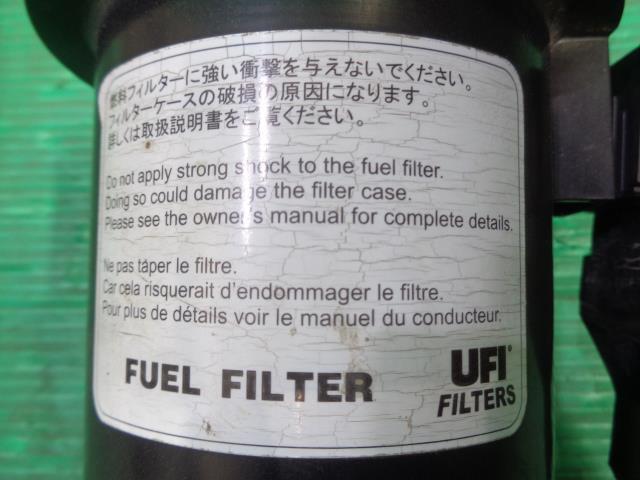 燃料フィルターに強い衝撃を与えないでください。
フィルターケースの破損の原因になります。
詳しくは取扱説明書をご覧ください。
Do not apply strong shock to the fuel filter.
Doing so could damage the filter case.
Please see the owner's manual for complete details.
Ne pas taper le filtre.
Car cela risquerait d'endommager le filtre.
Pour plus de détails voir le manuel du conducteur.
FUEL FILTER
UFI®
FILTERS